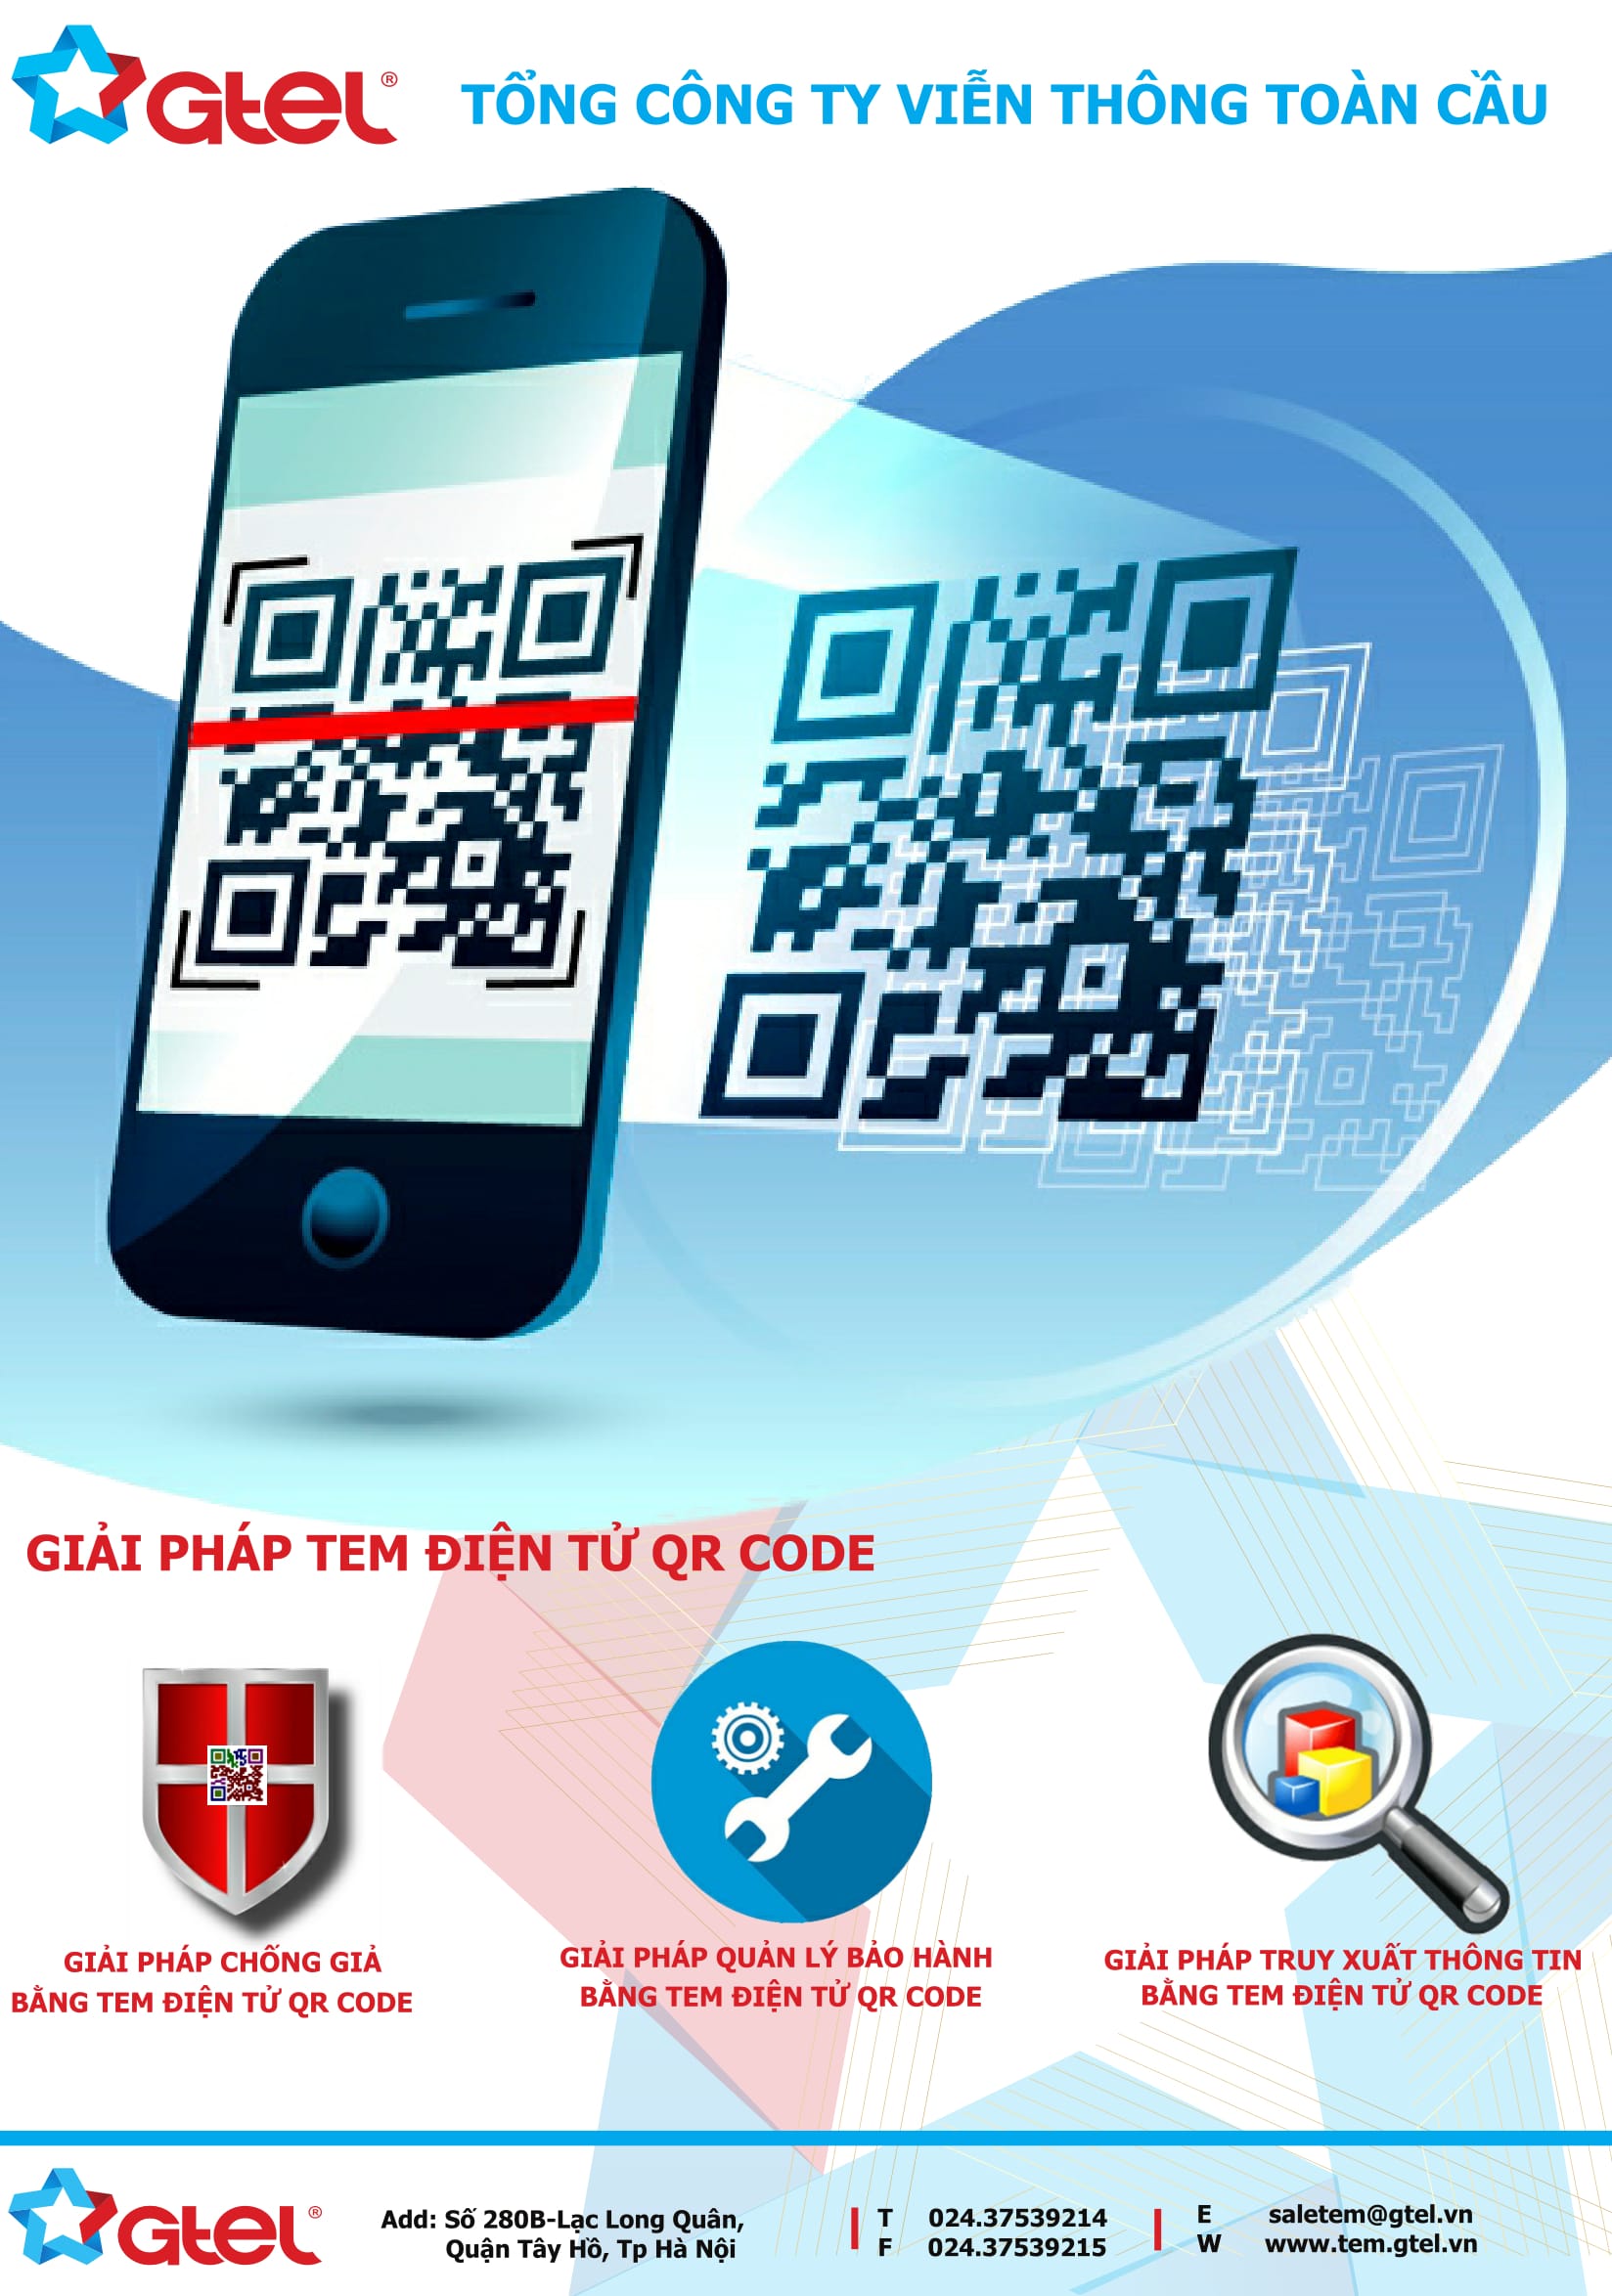 Gtel®
TỔNG CÔNG TY VIỄN THÔNG TOÀN CẦU
GIẢI PHÁP TEM ĐIỆN TỬ QR CODE
GIẢI PHÁP CHỐNG GIẢ
BẰNG TEM ĐIỆN TỬ QR CODE
GIẢI PHÁP QUẢN LÝ BẢO HÀNH
BẰNG TEM ĐIỆN TỬ QR CODE
GIẢI PHÁP TRUY XUẤT THÔNG TIN
BẰNG TEM ĐIỆN TỬ QR CODE
Gtel®
Add: Số 280B-Lạc Long Quân,
Quận Tây Hồ, Tp Hà Nội
T 024.37539214
F 024.37539215
E saletem@gtel.vn
W www.tem.gtel.vn